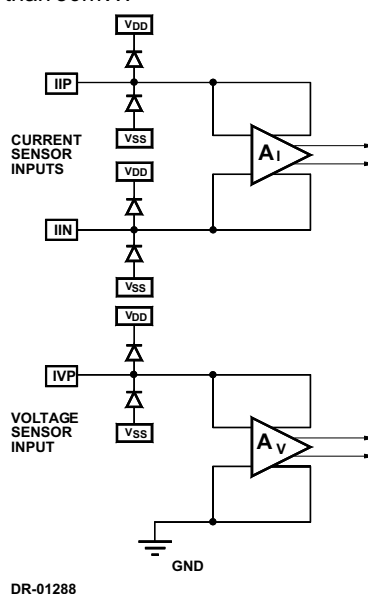 VDD
IIP
CURRENT
SENSOR
INPUTS
VSS
AI
VDD
IIN
VSS
VDD
IVP
VOLTAGE
SENSOR
INPUT
VSS
AV
GND
DR-01288